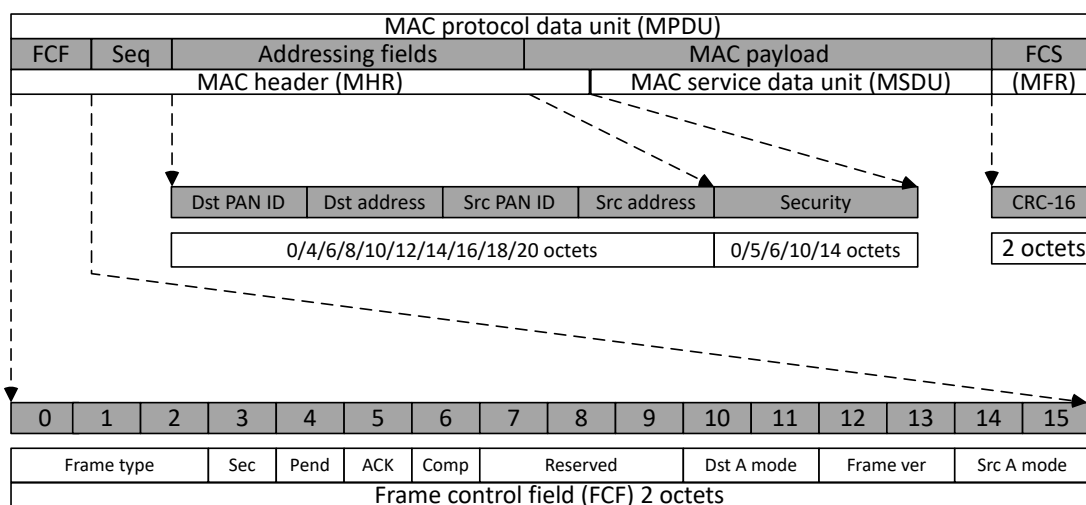 MAC protocol data unit (MPDU)
FCF Seq Addressing fields MAC payload FCS
MAC header (MHR) MAC service data unit (MSDU) (MFR)
Dst PAN ID Dst address Src PAN ID Src address Security CRC-16
0/4/6/8/10/12/14/16/18/20 octets 0/5/6/10/14 octets 2 octets
0 1 2 3 4 5 6 7 8 9 10 11 12 13 14 15
Frame type Sec Pend ACK Comp Reserved Dst A mode Frame ver Src A mode
Frame control field (FCF) 2 octets